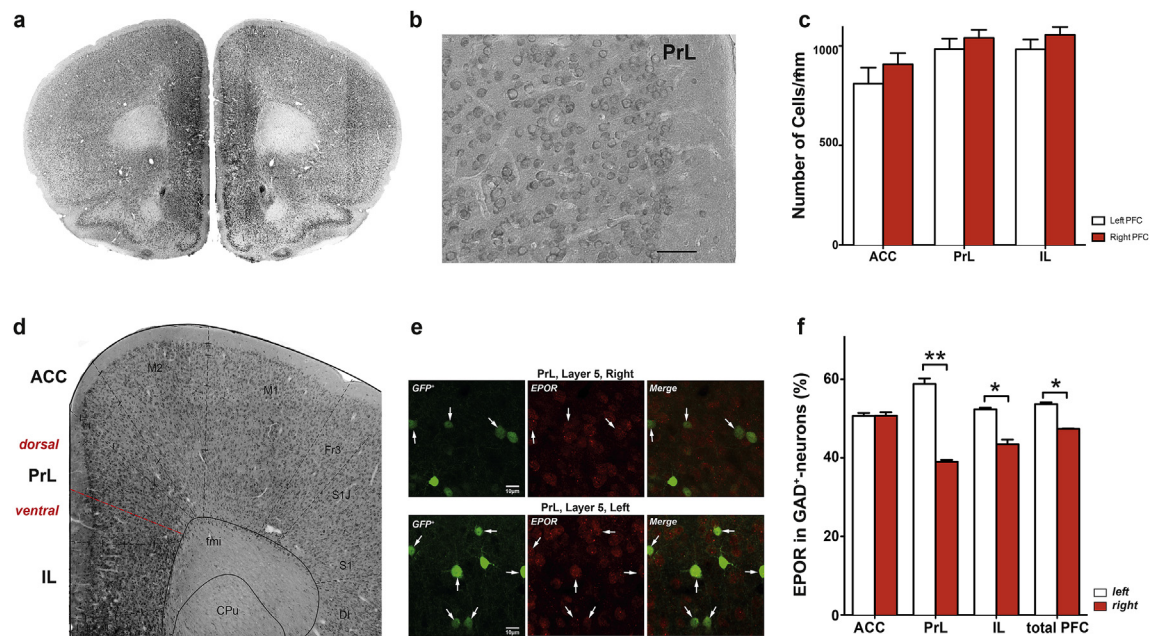 a
b
PrL
c
Number of Cells/mm
1000
500
0
ACC
PrL
IL
Left PFC
Right PFC
d
ACC
dorsal
PrL
ventral
IL
M2
M1
Fr3
S1J
S1
DI
fmi
CPu
e
PrL, Layer 5, Right
GFP⁺
EPOR
Merge
10µm
PrL, Layer 5, Left
GFP⁺
EPOR
Merge
10µm
f
EPOR in GAD⁺-neurons (%)
60
40
20
0
**
*
*
ACC
PrL
IL
total PFC
left
right